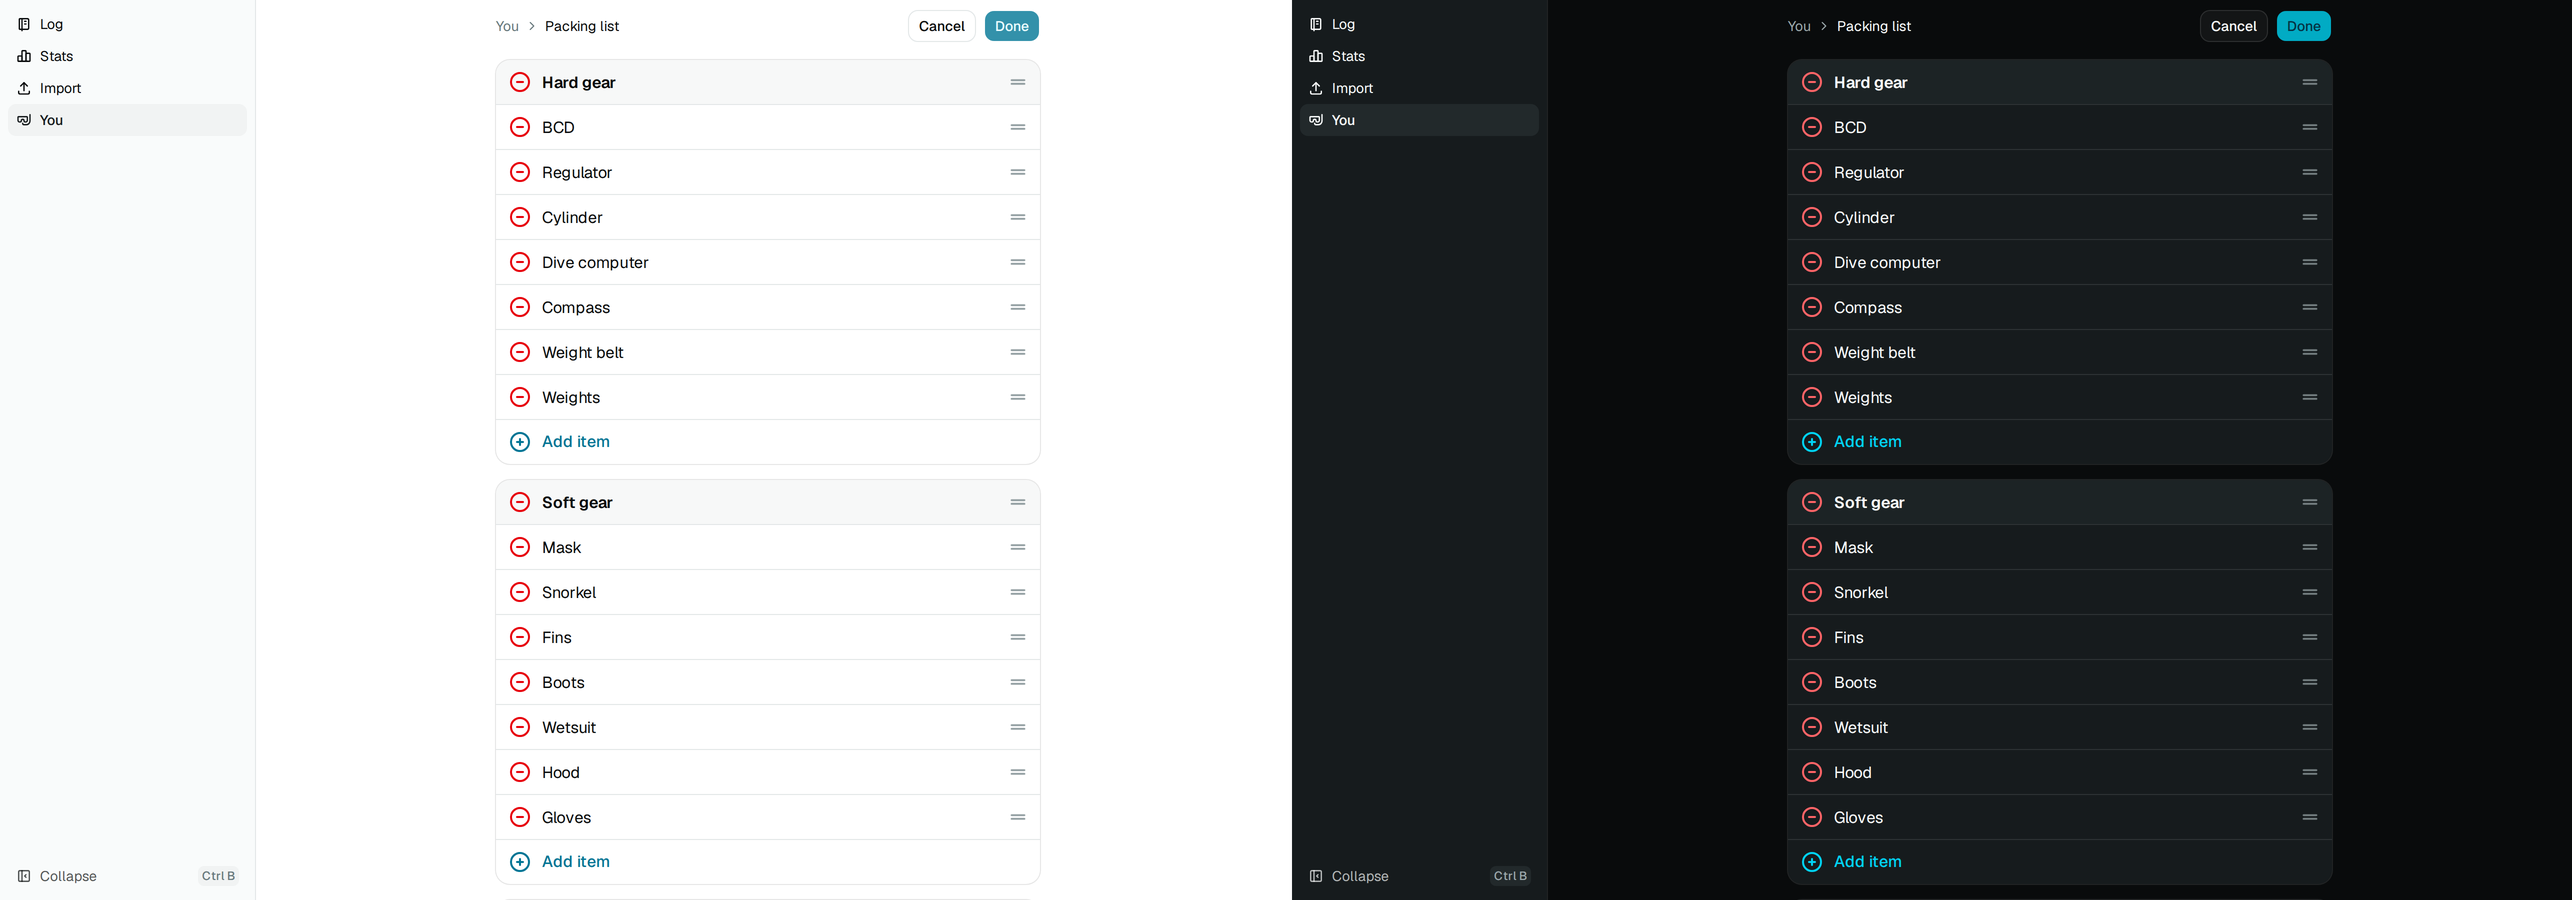 Log
Stats
Import
You
Collapse
Ctrl B
You > Packing list
Cancel
Done
Hard gear
BCD
Regulator
Cylinder
Dive computer
Compass
Weight belt
Weights
Add item
Soft gear
Mask
Snorkel
Fins
Boots
Wetsuit
Hood
Gloves
Add item
Log
Stats
Import
You
Collapse
Ctrl B
You > Packing list
Cancel
Done
Hard gear
BCD
Regulator
Cylinder
Dive computer
Compass
Weight belt
Weights
Add item
Soft gear
Mask
Snorkel
Fins
Boots
Wetsuit
Hood
Gloves
Add item